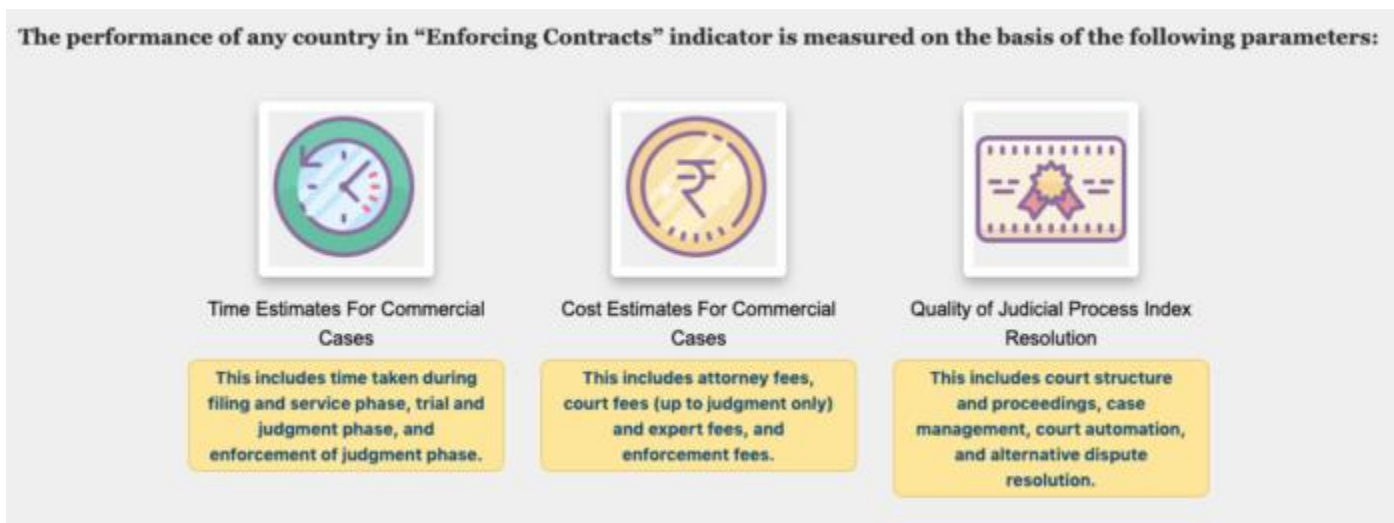 The performance of any country in “Enforcing Contracts” indicator is measured on the basis of the following parameters:
₹
Time Estimates For Commercial
Cases
This includes time taken during
filing and service phase, trial and
judgment phase, and
enforcement of judgment phase.
Cost Estimates For Commercial
Cases
This includes attorney fees,
court fees (up to judgment only)
and expert fees, and
enforcement fees.
Quality of Judicial Process Index
Resolution
This includes court structure
and proceedings, case
management, court automation,
and alternative dispute
resolution.